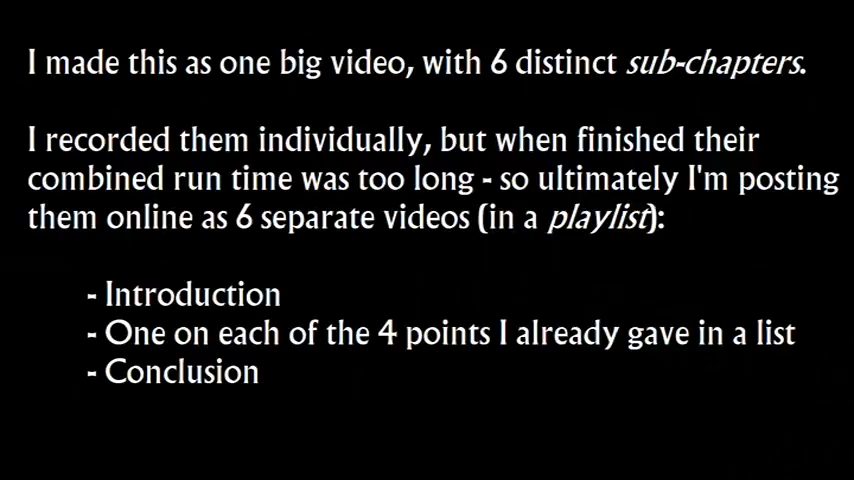 I made this as one big video, with 6 distinct sub-chapters.
I recorded them individually, but when finished their
combined run time was too long - so ultimately I'm posting
them online as 6 separate videos (in a playlist):
- Introduction
- One on each of the 4 points I already gave in a list
- Conclusion